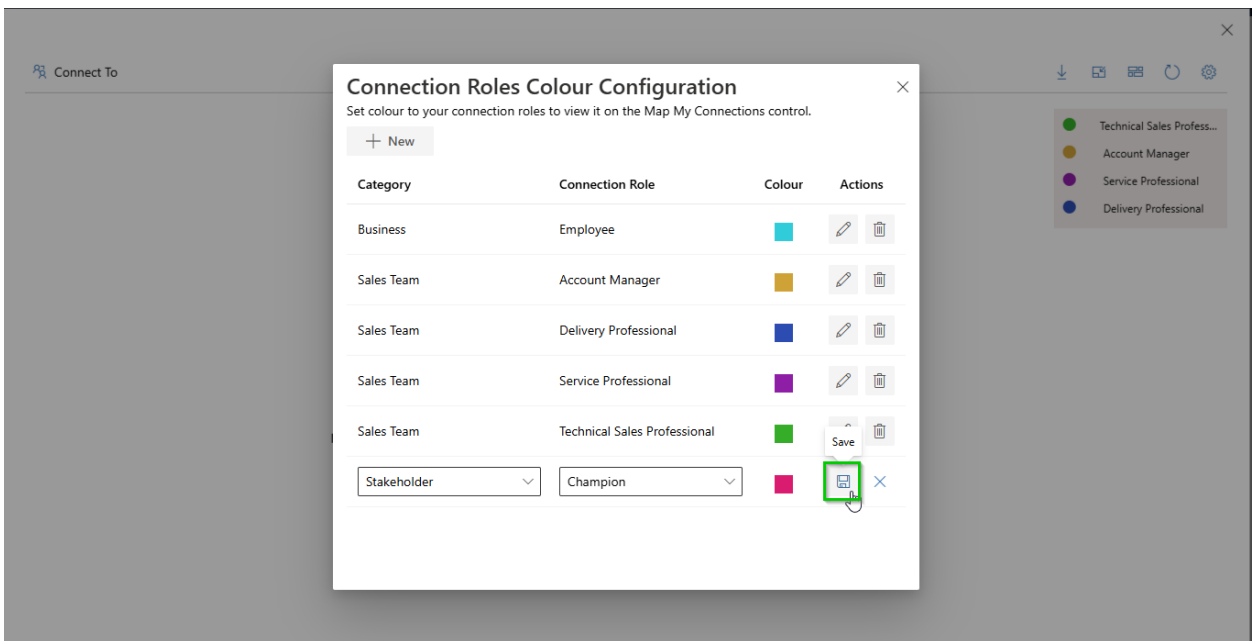 Connect To
Connection Roles Colour Configuration
Set colour to your connection roles to view it on the Map My Connections control.
New
Category Connection Role Colour Actions
Business Employee
Sales Team Account Manager
Sales Team Delivery Professional
Sales Team Service Professional
Sales Team Technical Sales Professional
Save
Stakeholder Champion
Technical Sales Profess...
Account Manager
Service Professional
Delivery Professional